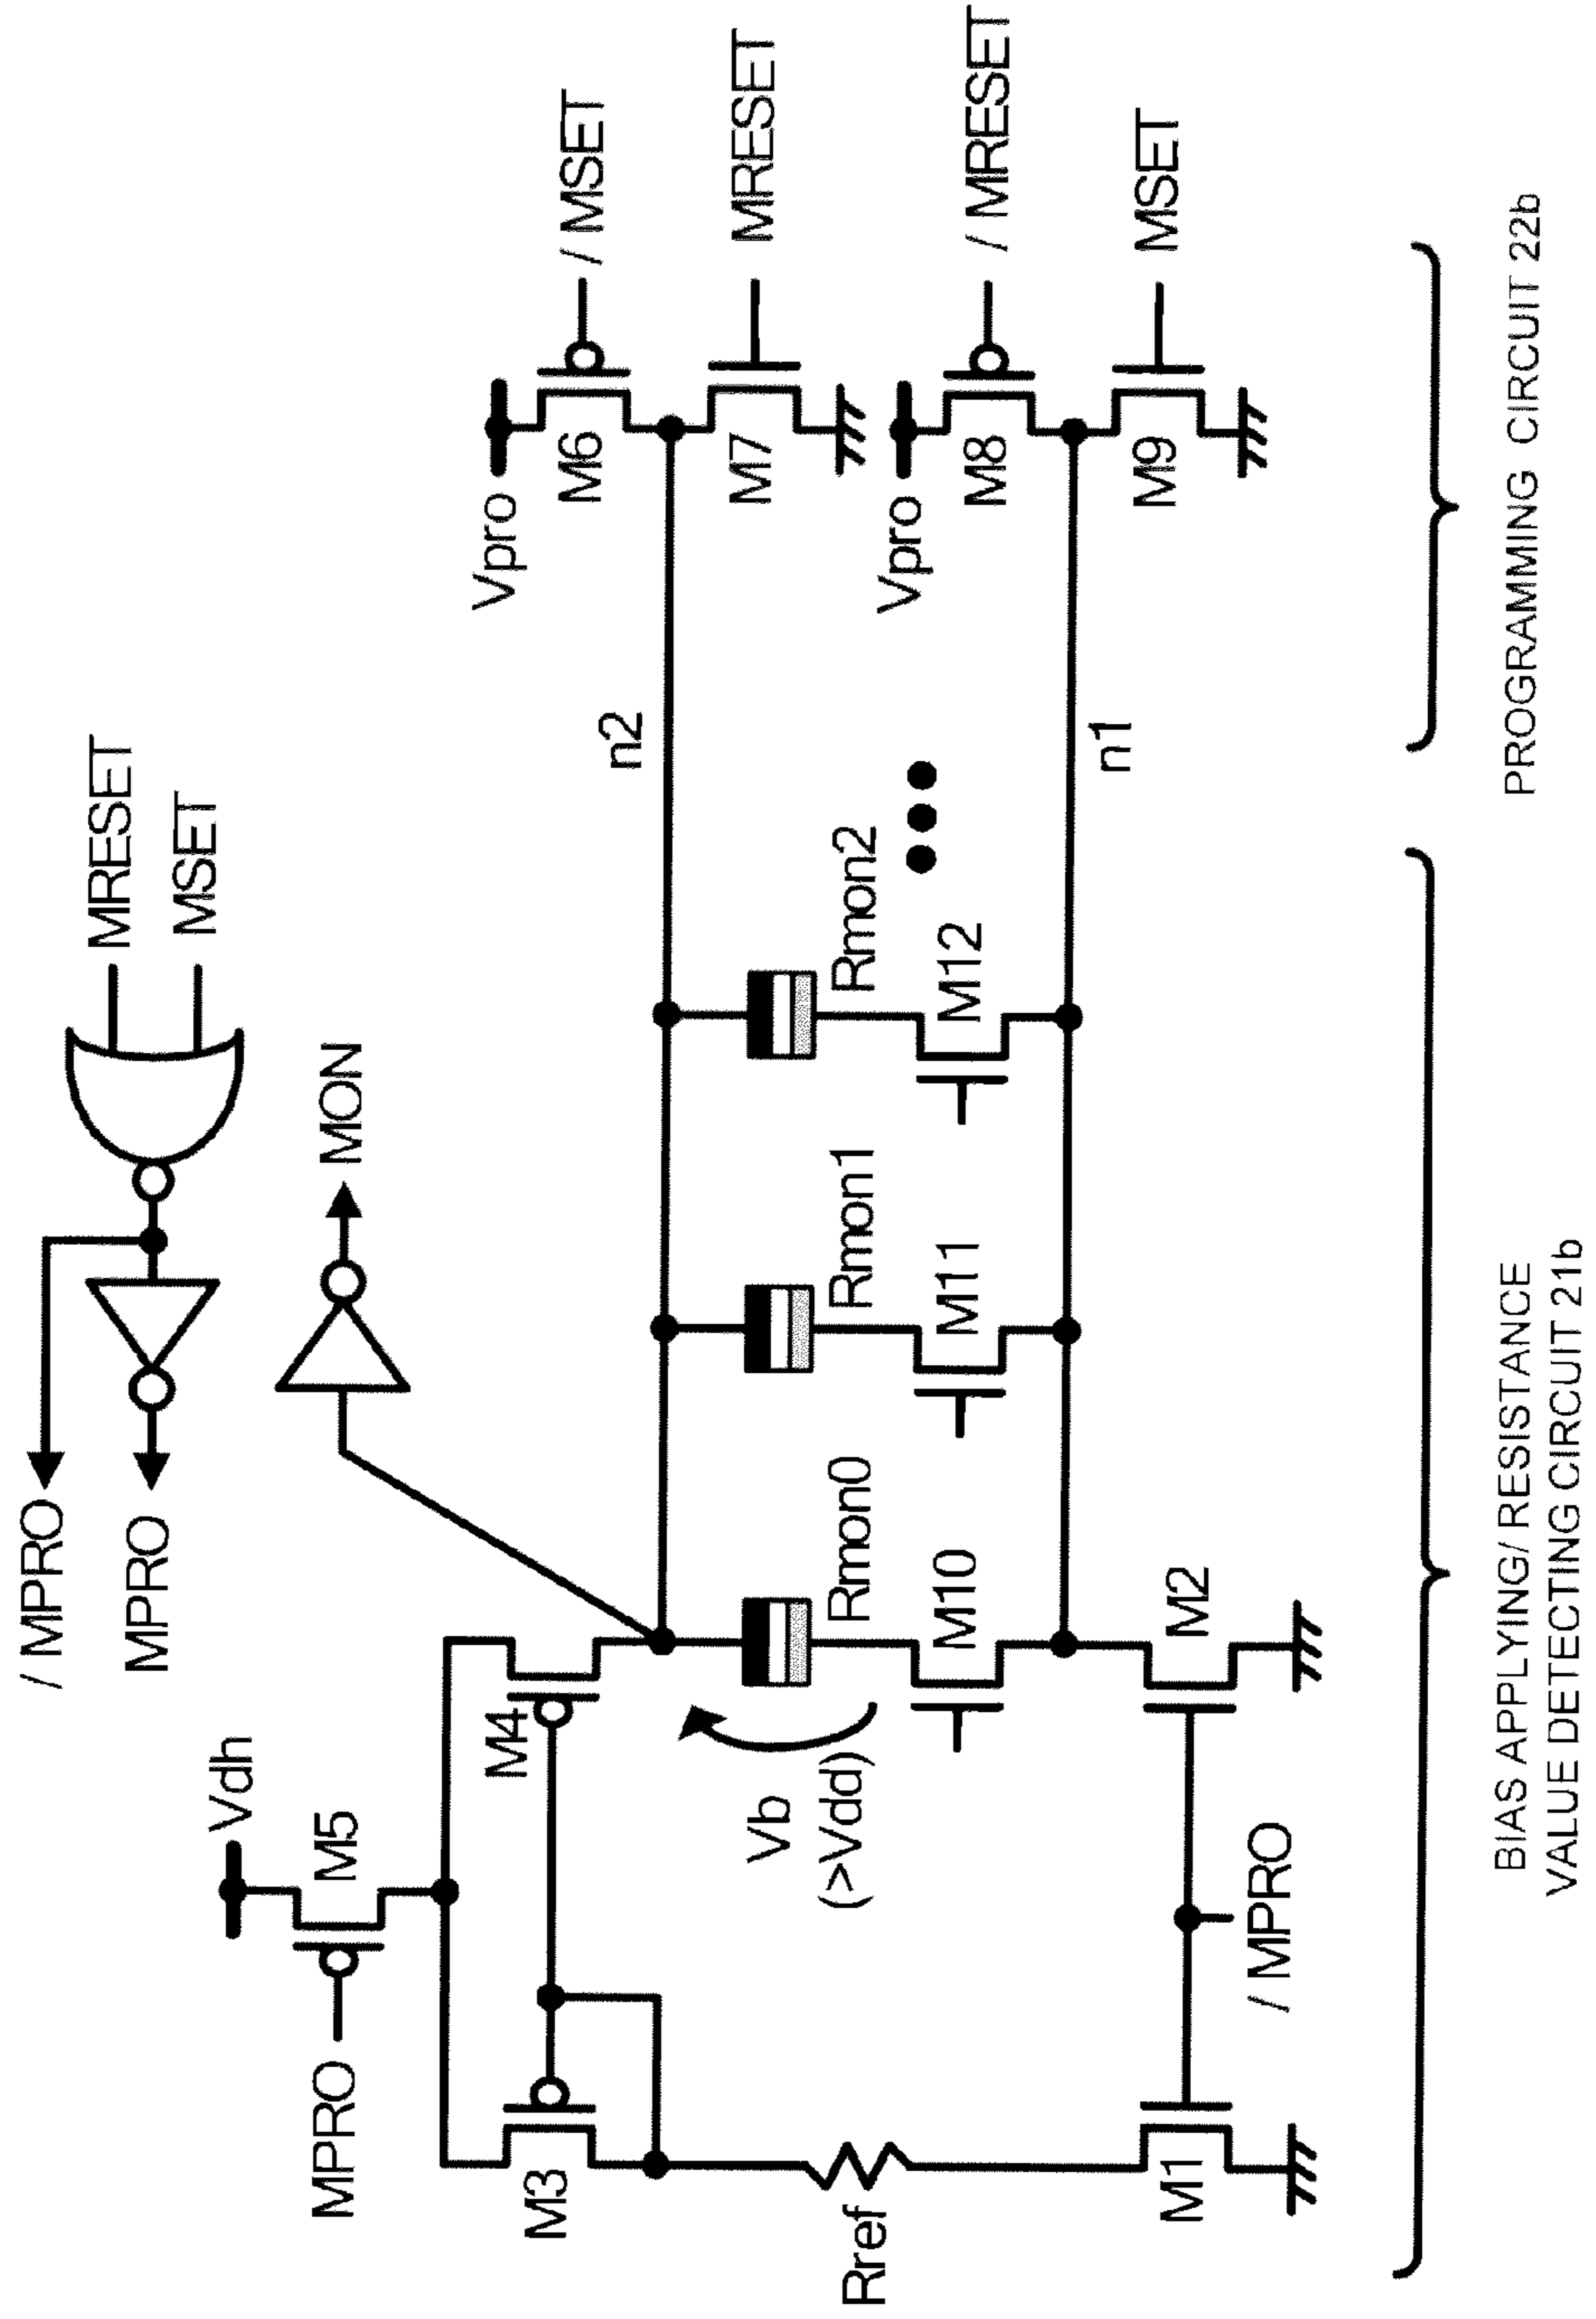 / MPRO
MPRO
MRESET
MSET
MON
Vdh
MPRO
M5
M3
M4
n2
Vpro
M6
/ MSET
M7
MRESET
Vb
(>Vdd)
Rmon0
Rmon1
Rmon2
Rref
M10
M11
M12
n1
Vpro
M8
/ MRESET
M9
MSET
M1
/ MPRO
M2
BIAS APPLYING/ RESISTANCE
VALUE DETECTING CIRCUIT 21b
PROGRAMMING CIRCUIT 22b